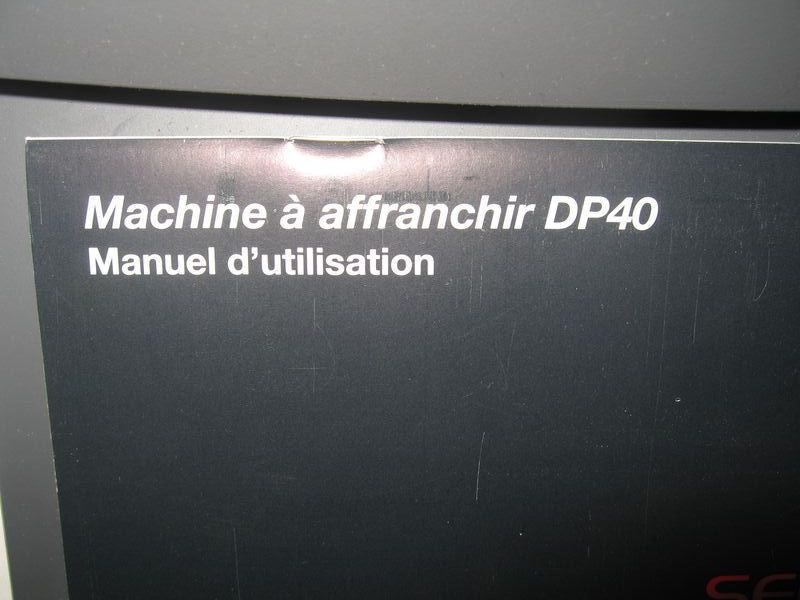 Machine à affranchir DP40
Manuel d'utilisation